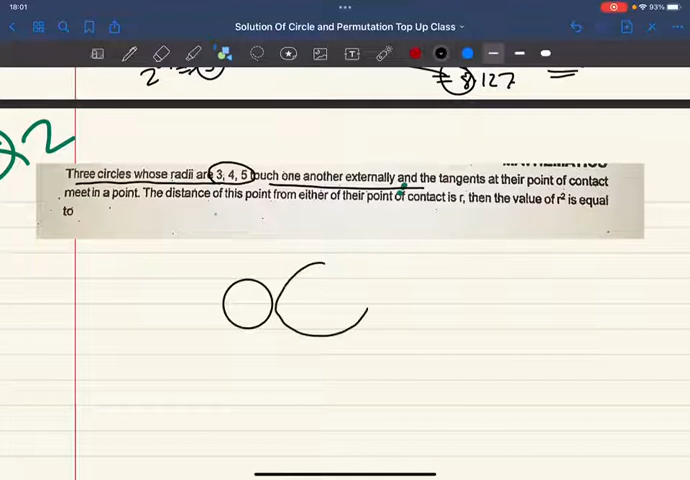 18:01
93%
Solution Of Circle and Permutation Top Up Class
8127
Q2
Three circles whose radii are 3, 4, 5 touch one another externally and the tangents at their point of contact
meet in a point. The distance of this point from either of their point of contact is r, then the value of r² is equal
to